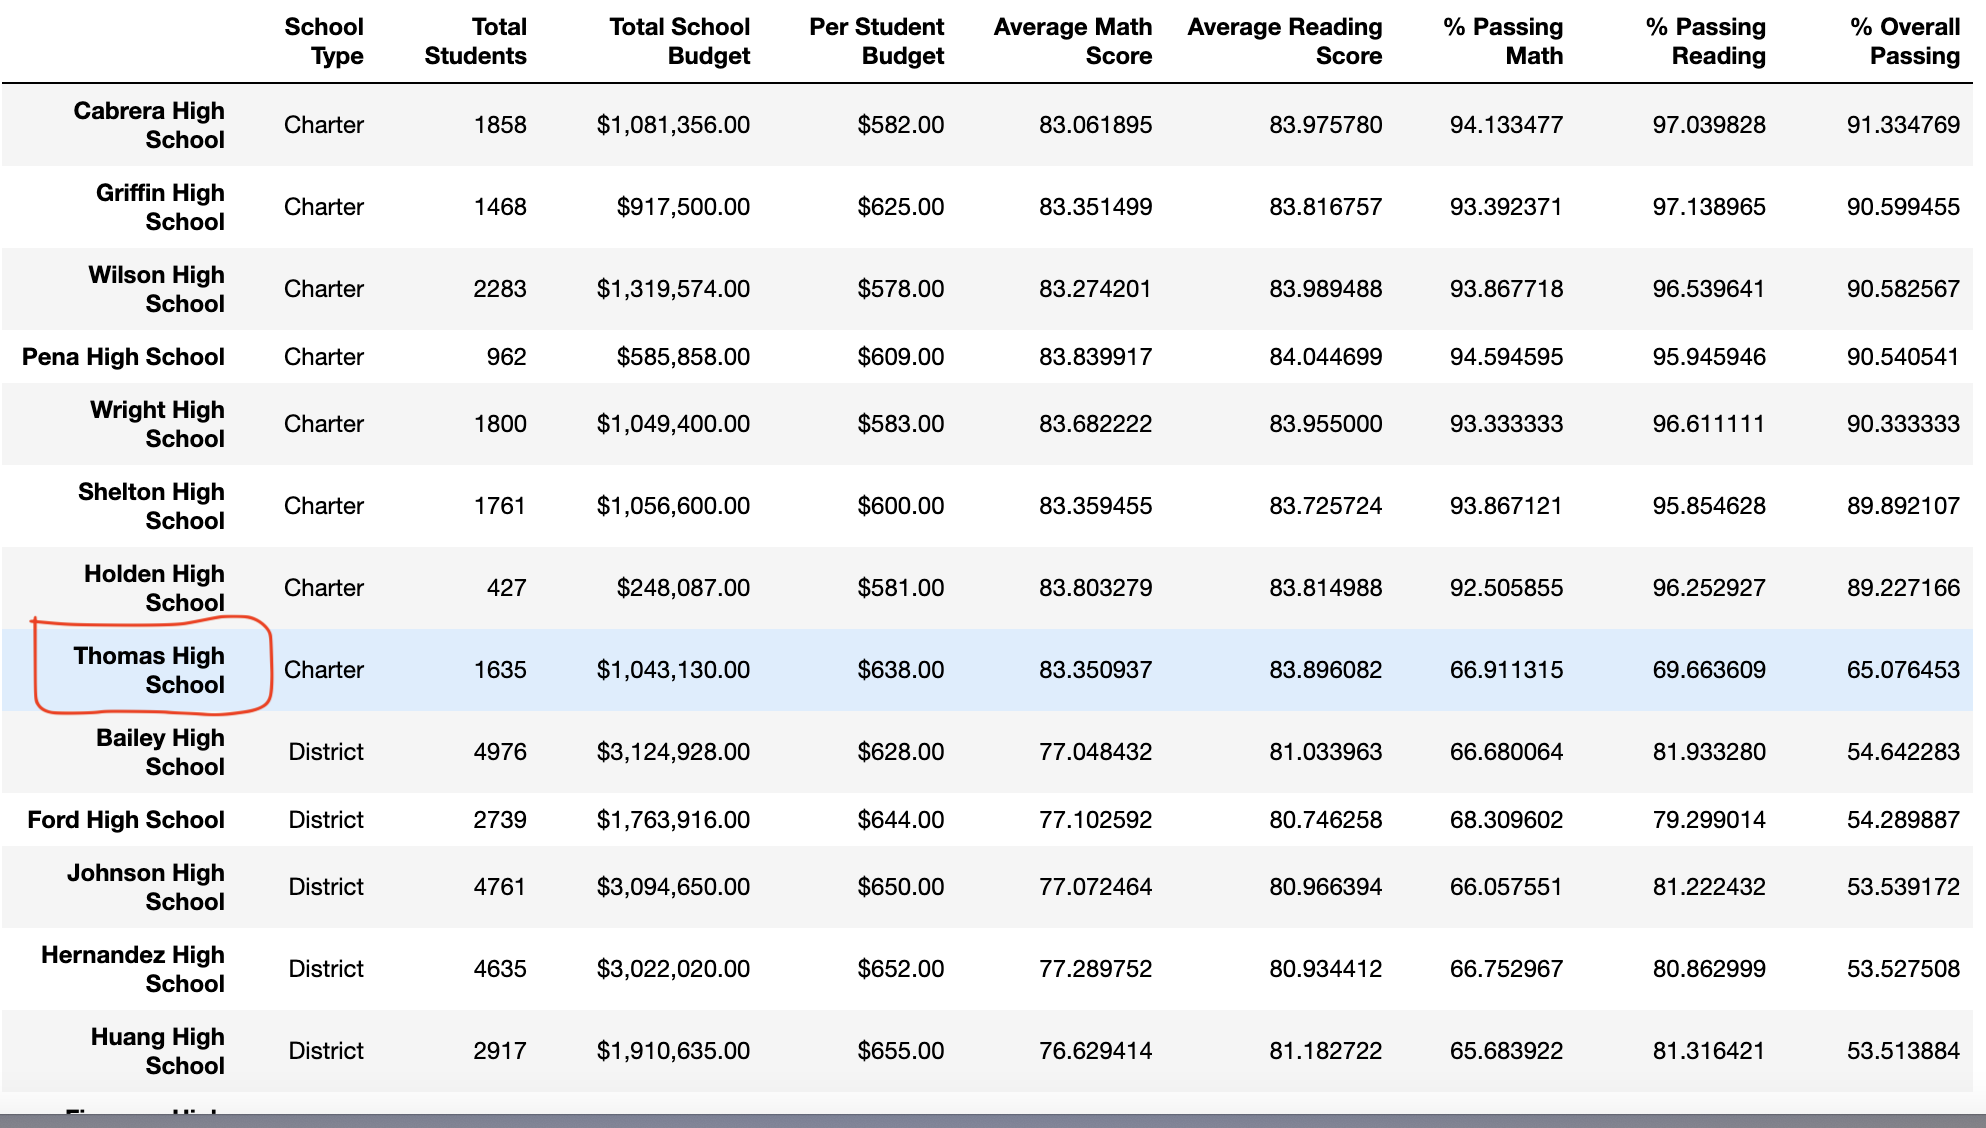 School Type Total Students Total School Budget Per Student Budget Average Math Score Average Reading Score % Passing Math % Passing Reading % Overall Passing
Cabrera High School Charter 1858 $1,081,356.00 $582.00 83.061895 83.975780 94.133477 97.039828 91.334769
Griffin High School Charter 1468 $917,500.00 $625.00 83.351499 83.816757 93.392371 97.138965 90.599455
Wilson High School Charter 2283 $1,319,574.00 $578.00 83.274201 83.989488 93.867718 96.539641 90.582567
Pena High School Charter 962 $585,858.00 $609.00 83.839917 84.044699 94.594595 95.945946 90.540541
Wright High School Charter 1800 $1,049,400.00 $583.00 83.682222 83.955000 93.333333 96.611111 90.333333
Shelton High School Charter 1761 $1,056,600.00 $600.00 83.359455 83.725724 93.867121 95.854628 89.892107
Holden High School Charter 427 $248,087.00 $581.00 83.803279 83.814988 92.505855 96.252927 89.227166
Thomas High School Charter 1635 $1,043,130.00 $638.00 83.350937 83.896082 66.911315 69.663609 65.076453
Bailey High School District 4976 $3,124,928.00 $628.00 77.048432 81.033963 66.680064 81.933280 54.642283
Ford High School District 2739 $1,763,916.00 $644.00 77.102592 80.746258 68.309602 79.299014 54.289887
Johnson High School District 4761 $3,094,650.00 $650.00 77.072464 80.966394 66.057551 81.222432 53.539172
Hernandez High School District 4635 $3,022,020.00 $652.00 77.289752 80.934412 66.752967 80.862999 53.527508
Huang High School District 2917 $1,910,635.00 $655.00 76.629414 81.182722 65.683922 81.316421 53.513884